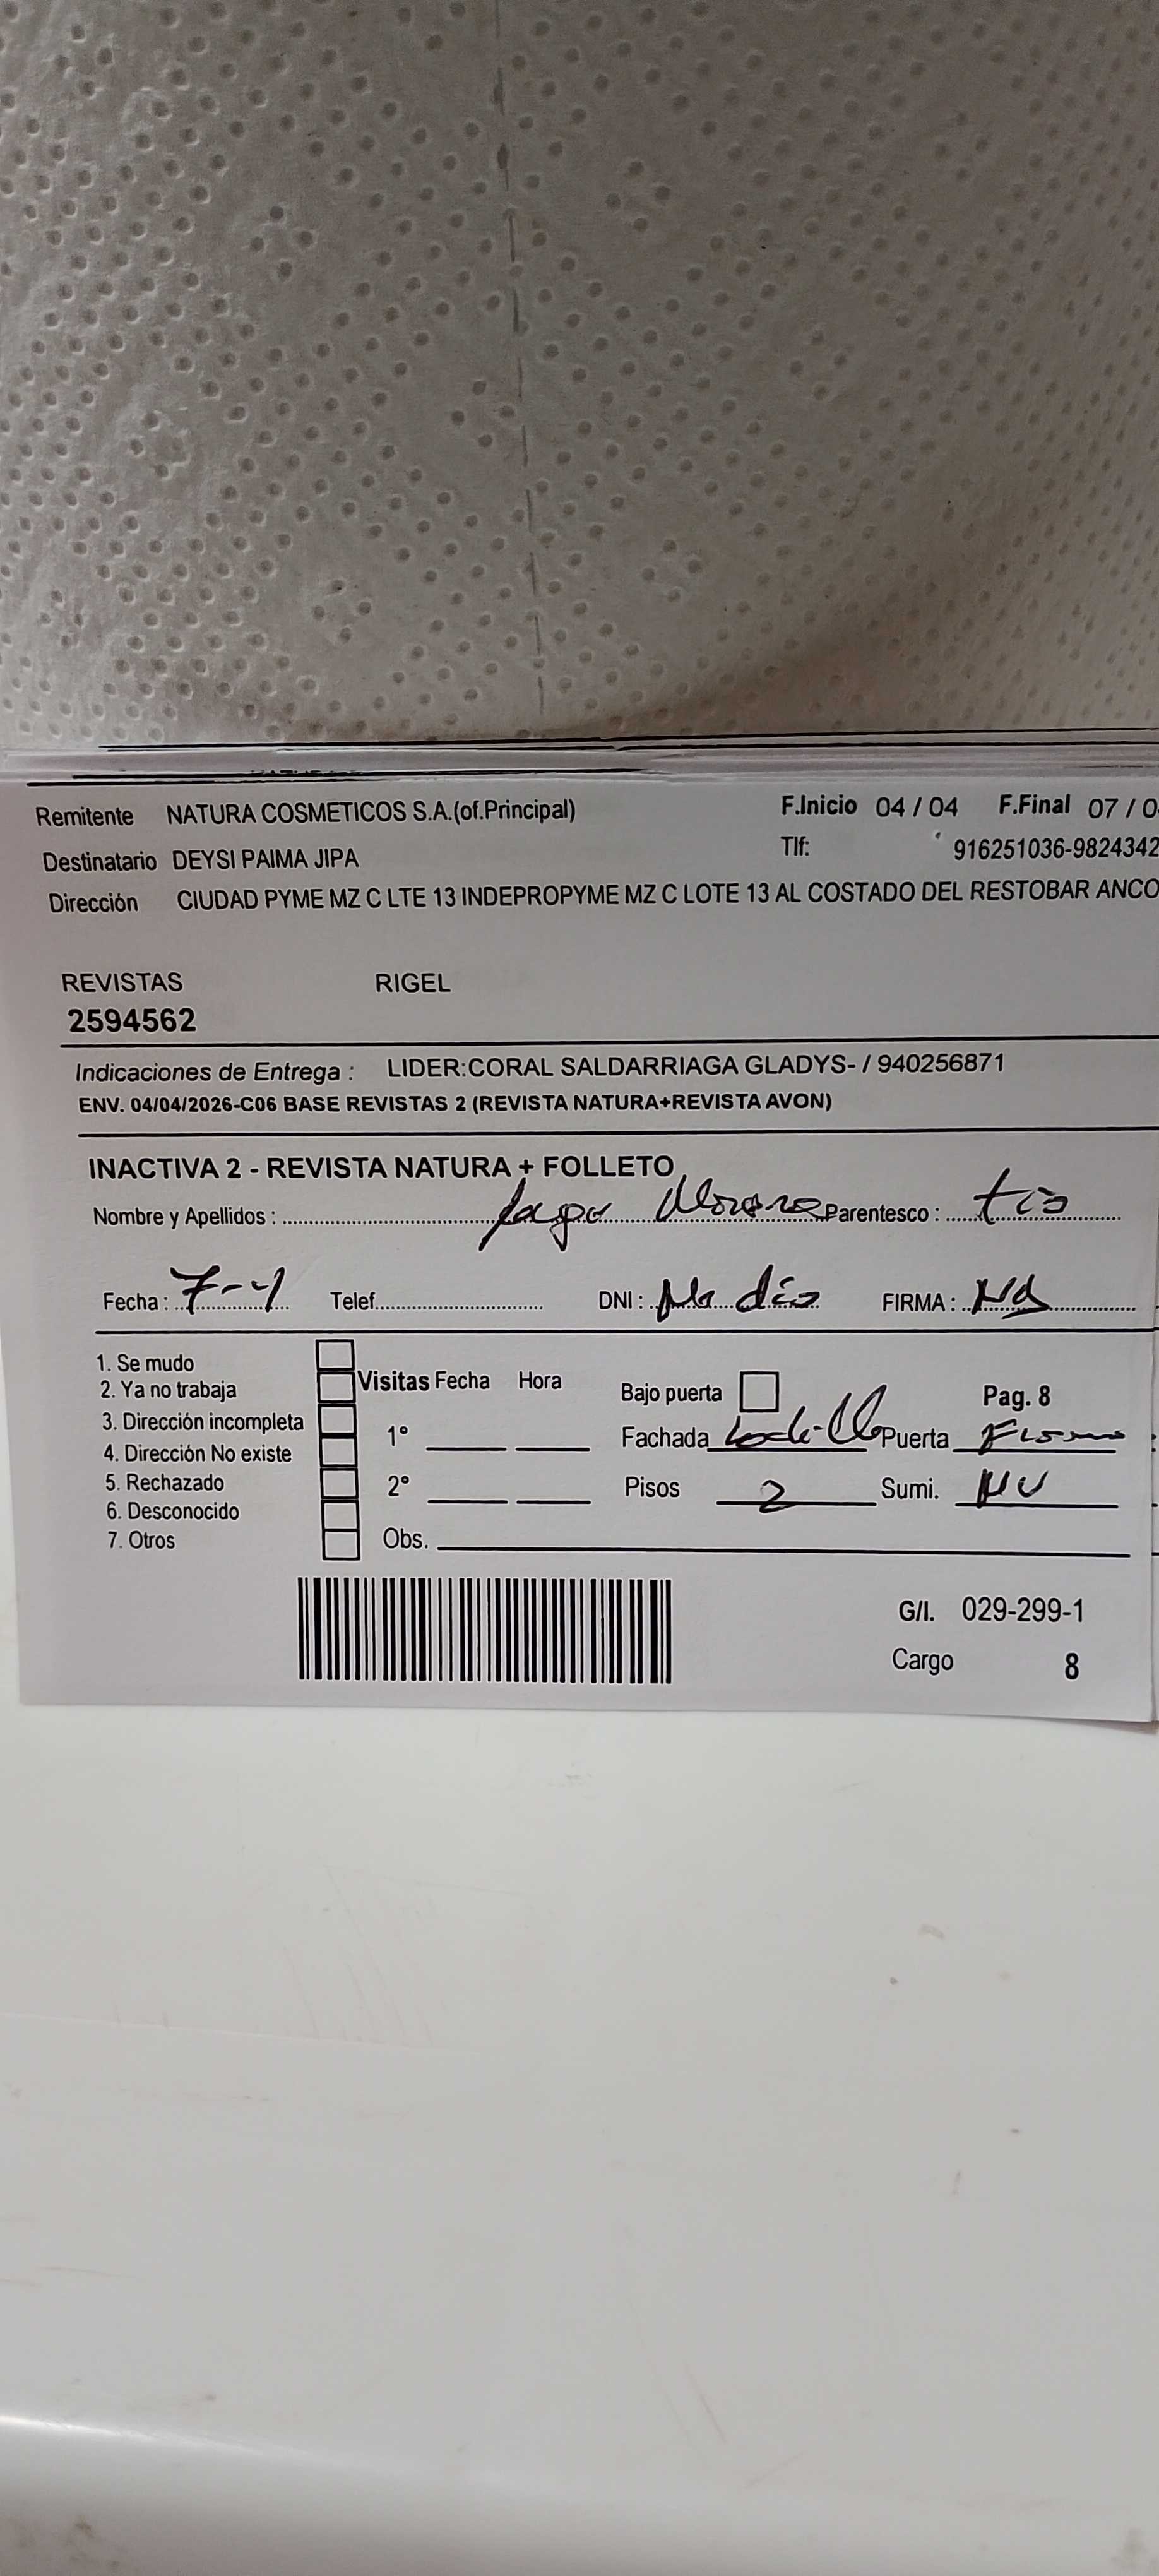 Remitente NATURA COSMETICOS S.A.(of.Principal) F.Inicio 04 / 04 F.Final 07 / 0
Destinatario DEYSI PAIMA JIPA Tlf: 916251036-9824342
Dirección CIUDAD PYME MZ C LTE 13 INDEPROPYME MZ C LOTE 13 AL COSTADO DEL RESTOBAR ANCO
REVISTAS RIGEL
2594562
Indicaciones de Entrega : LIDER:CORAL SALDARRIAGA GLADYS- / 940256871
ENV. 04/04/2026-C06 BASE REVISTAS 2 (REVISTA NATURA+REVISTA AVON)
INACTIVA 2 - REVISTA NATURA + FOLLETO
Nombre y Apellidos : Parentesco : tio
Fecha : 7-4 Telef. DNI : No dio FIRMA :
1. Se mudo
2. Ya no trabaja Visitas Fecha Hora Bajo puerta Pag. 8
3. Dirección incompleta 1° Fachada Ladrillo Puerta Fierro
4. Dirección No existe
5. Rechazado 2° Pisos 2 Sumi.
6. Desconocido
7. Otros Obs.
G/I. 029-299-1
Cargo 8